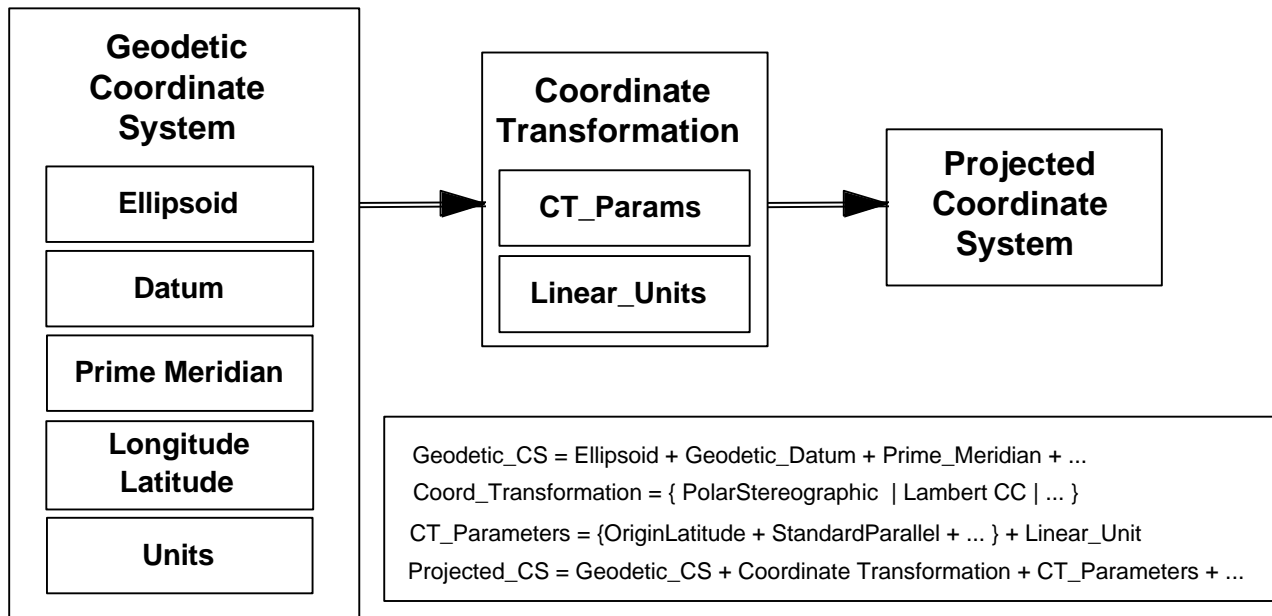 Geodetic
Coordinate
System
Ellipsoid
Datum
Prime Meridian
Longitude
Latitude
Units
Coordinate
Transformation
CT_Params
Linear_Units
Projected
Coordinate
System
Geodetic_CS = Ellipsoid + Geodetic_Datum + Prime_Meridian + ...
Coord_Transformation = { PolarStereographic | Lambert CC | ... }
CT_Parameters = {OriginLatitude + StandardParallel + ... } + Linear_Unit
Projected_CS = Geodetic_CS + Coordinate Transformation + CT_Parameters + ...